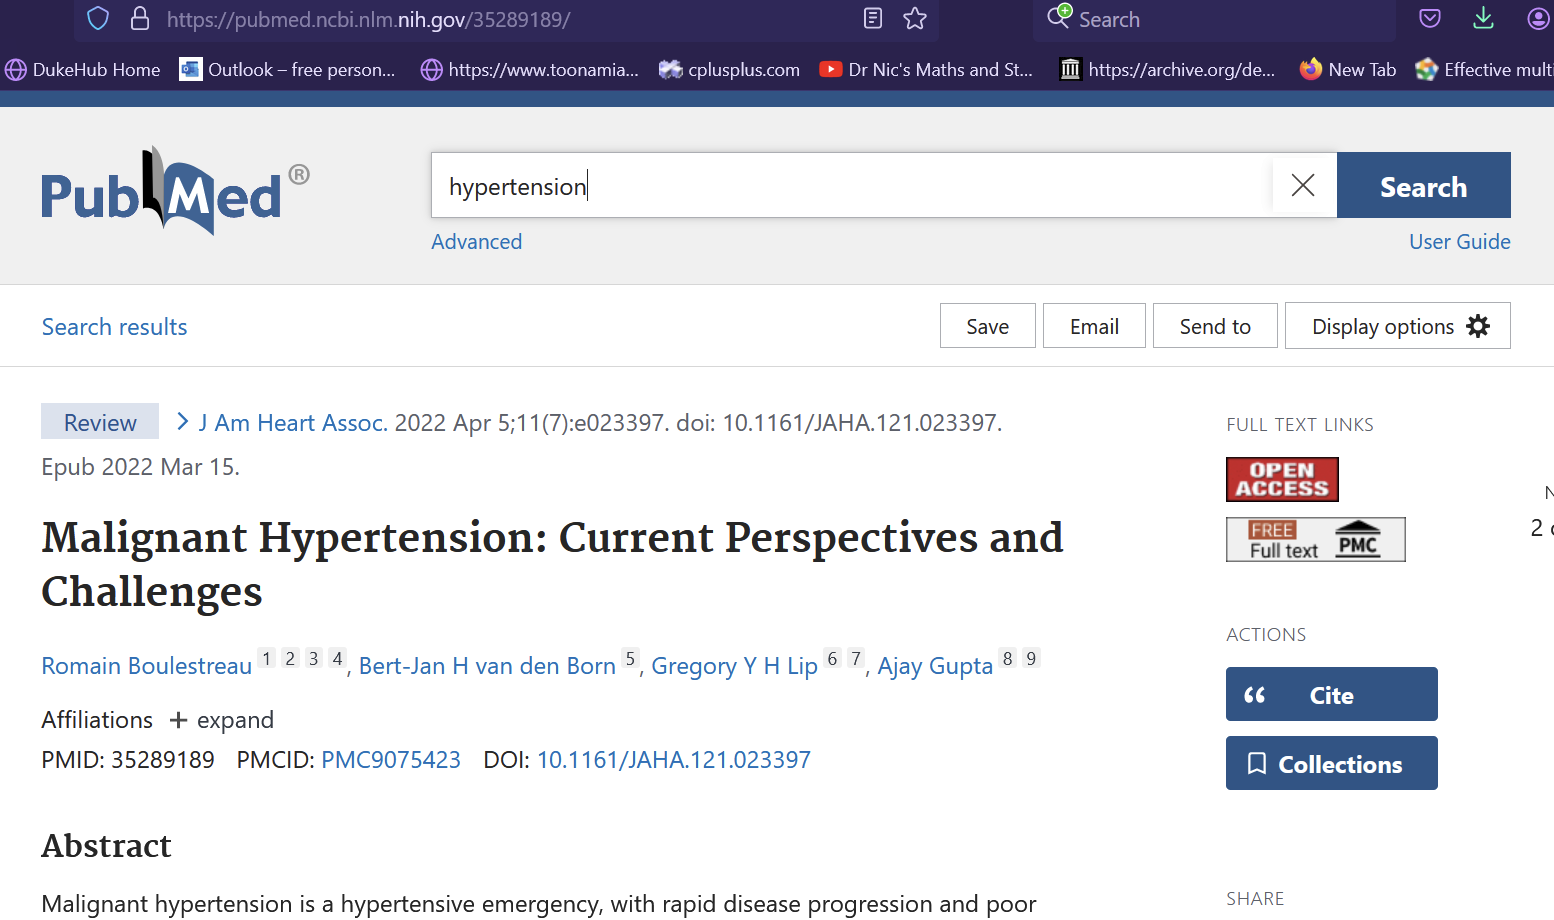 https://pubmed.ncbi.nlm.nih.gov/35289189/
Search
DukeHub Home
Outlook – free person...
https://www.toonamia...
cplusplus.com
Dr Nic's Maths and St...
https://archive.org/de...
New Tab
Effective mult
PubMed®
hypertension
Search
Advanced
User Guide
Search results
Save
Email
Send to
Display options
Review
J Am Heart Assoc. 2022 Apr 5;11(7):e023397. doi: 10.1161/JAHA.121.023397.
Epub 2022 Mar 15.
Malignant Hypertension: Current Perspectives and
Challenges
Romain Boulestreau 1 2 3 4, Bert-Jan H van den Born 5, Gregory Y H Lip 6 7, Ajay Gupta 8 9
Affiliations + expand
PMID: 35289189 PMCID: PMC9075423 DOI: 10.1161/JAHA.121.023397
Abstract
Malignant hypertension is a hypertensive emergency, with rapid disease progression and poor
FULL TEXT LINKS
OPEN
ACCESS
FREE
Full text
PMC
N
2
ACTIONS
Cite
Collections
SHARE